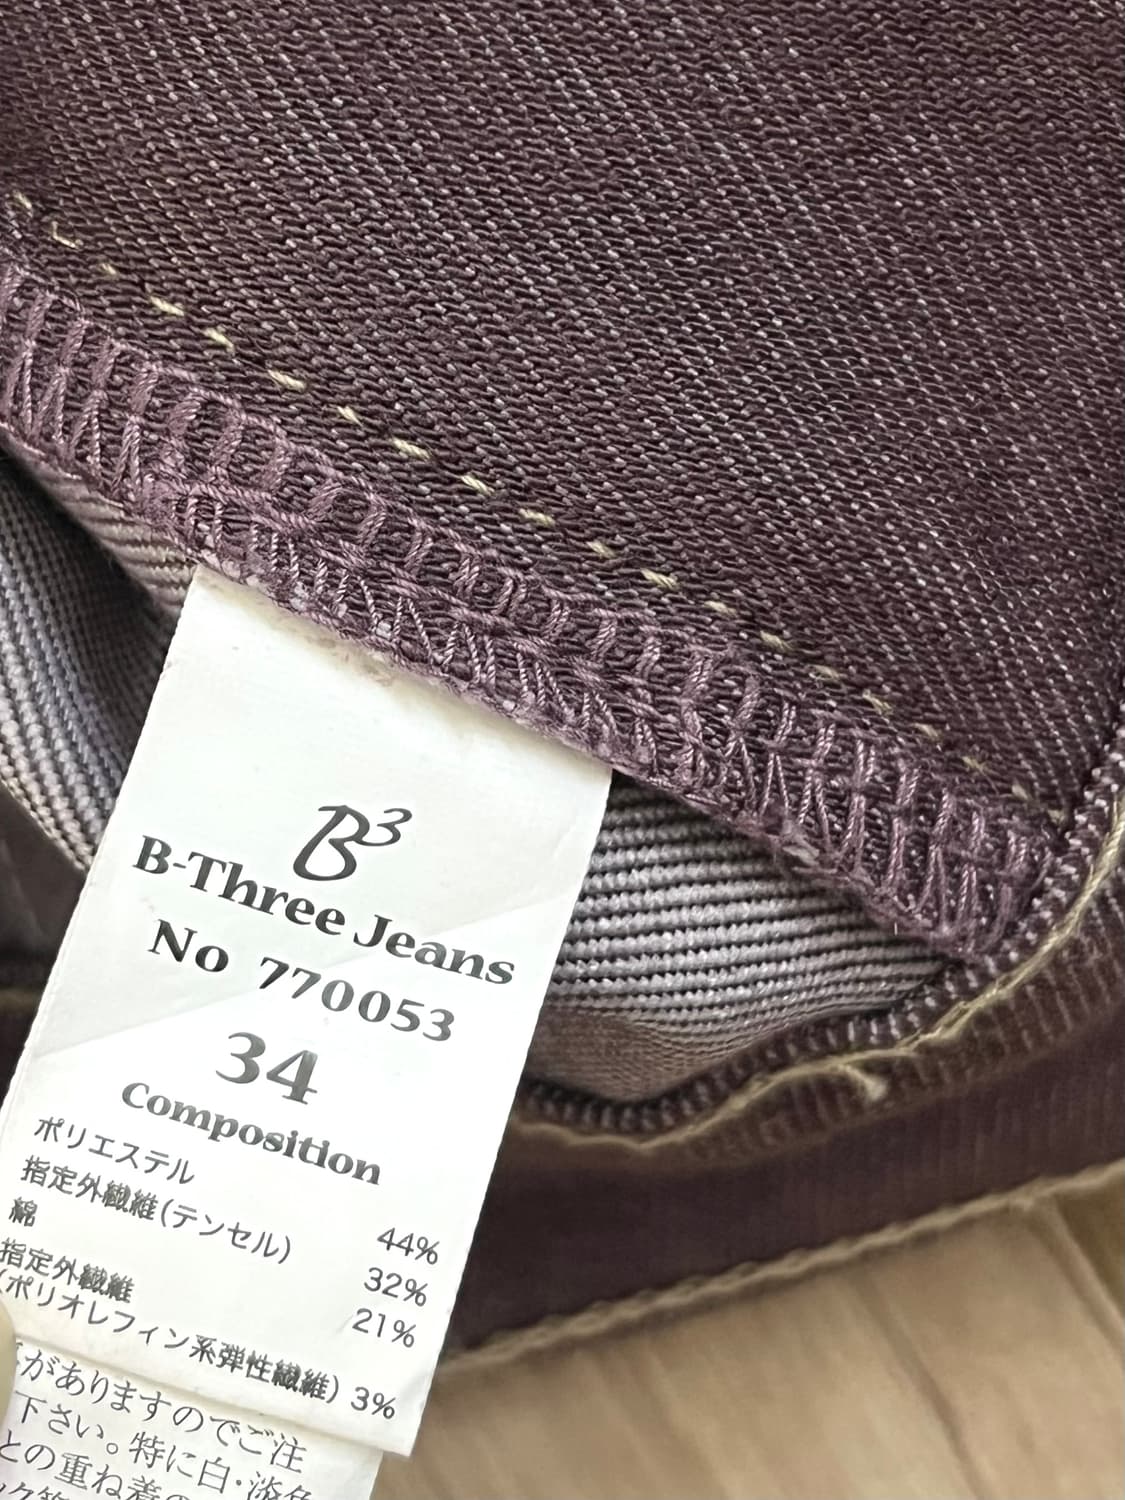 B3
B-Three Jeans
No 770053
34
Composition
ポリエステル 44%
指定外繊維(テンセル) 32%
綿 21%
指定外繊維
(ポリオレフィン系弾性繊維) 3%
がありますのでご注
下さい。特に白・淡色
との重ね着の